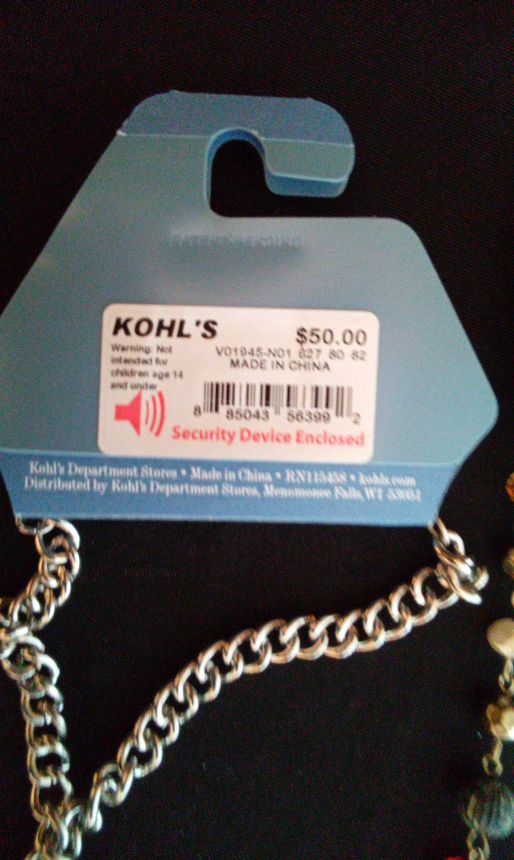 KOHL'S
$50.00
Warning: Not
intended for
children age 14
and under
V01945-N01 627 80 82
MADE IN CHINA
8 85043 56399 2
Security Device Enclosed
Kohl's Department Stores • Made in China • RN115458 • kohls.com
Distributed by Kohl's Department Stores, Menomonee Falls, WI 53051